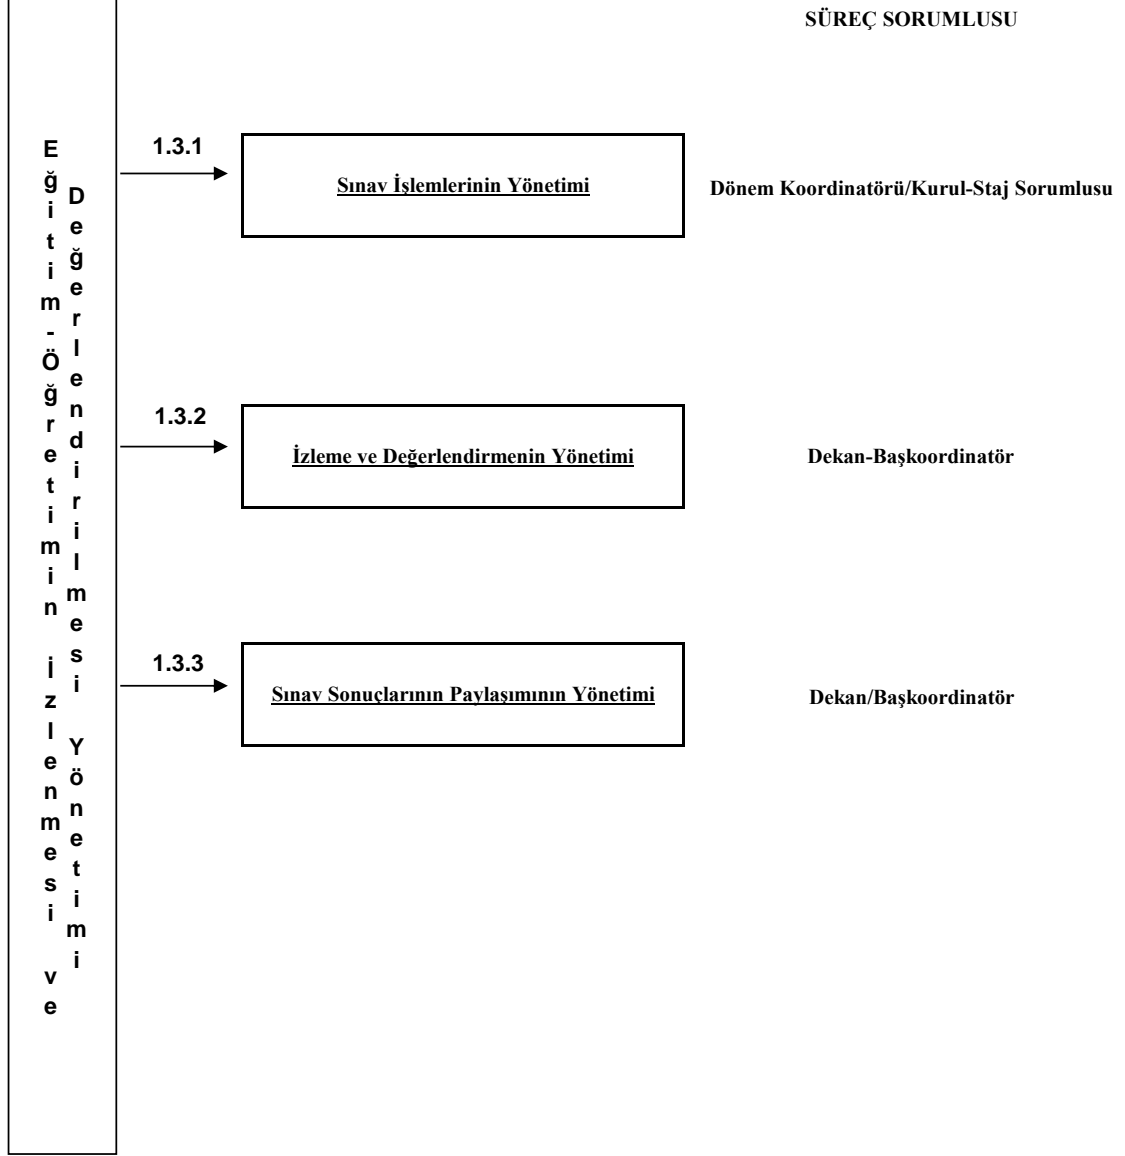 SÜREÇ SORUMLUSU
Eğitim-Öğretimin İzlenmesi ve
Değerlendirilmesi Yönetimi
1.3.1
Sınav İşlemlerinin Yönetimi
Dönem Koordinatörü/Kurul-Staj Sorumlusu
1.3.2
İzleme ve Değerlendirmenin Yönetimi
Dekan-Başkoordinatör
1.3.3
Sınav Sonuçlarının Paylaşımının Yönetimi
Dekan/Başkoordinatör